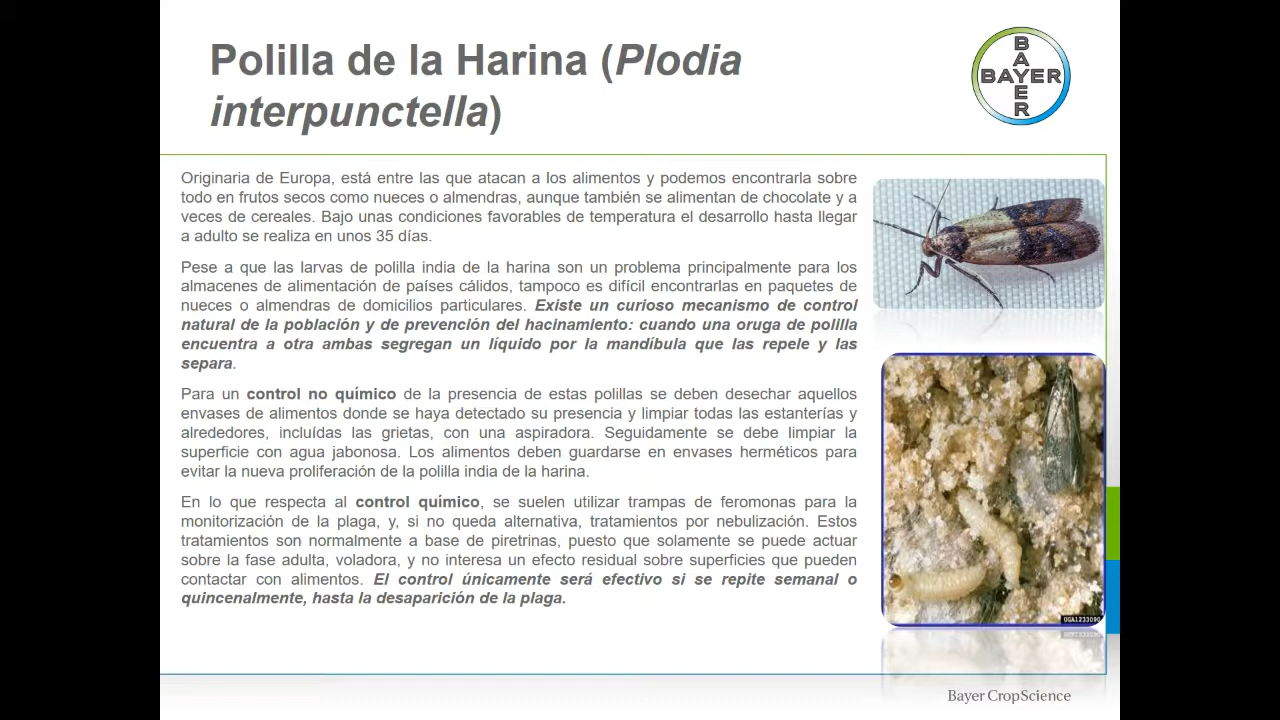 Polilla de la Harina (Plodia
interpunctella)
BAYER
BAYER
Originaria de Europa, está entre las que atacan a los alimentos y podemos encontrarla sobre
todo en frutos secos como nueces o almendras, aunque también se alimentan de chocolate y a
veces de cereales. Bajo unas condiciones favorables de temperatura el desarrollo hasta llegar
a adulto se realiza en unos 35 días.
Pese a que las larvas de polilla india de la harina son un problema principalmente para los
almacenes de alimentación de países cálidos, tampoco es difícil encontrarlas en paquetes de
nueces o almendras de domicilios particulares. Existe un curioso mecanismo de control
natural de la población y de prevención del hacinamiento: cuando una oruga de polilla
encuentra a otra ambas segregan un líquido por la mandíbula que las repele y las
separa.
Para un control no químico de la presencia de estas polillas se deben desechar aquellos
envases de alimentos donde se haya detectado su presencia y limpiar todas las estanterías y
alrededores, incluídas las grietas, con una aspiradora. Seguidamente se debe limpiar la
superficie con agua jabonosa. Los alimentos deben guardarse en envases herméticos para
evitar la nueva proliferación de la polilla india de la harina.
En lo que respecta al control químico, se suelen utilizar trampas de feromonas para la
monitorización de la plaga, y, si no queda alternativa, tratamientos por nebulización. Estos
tratamientos son normalmente a base de piretrinas, puesto que solamente se puede actuar
sobre la fase adulta, voladora, y no interesa un efecto residual sobre superficies que pueden
contactar con alimentos. El control únicamente será efectivo si se repite semanal o
quincenalmente, hasta la desaparición de la plaga.
UGA1233090
Bayer CropScience